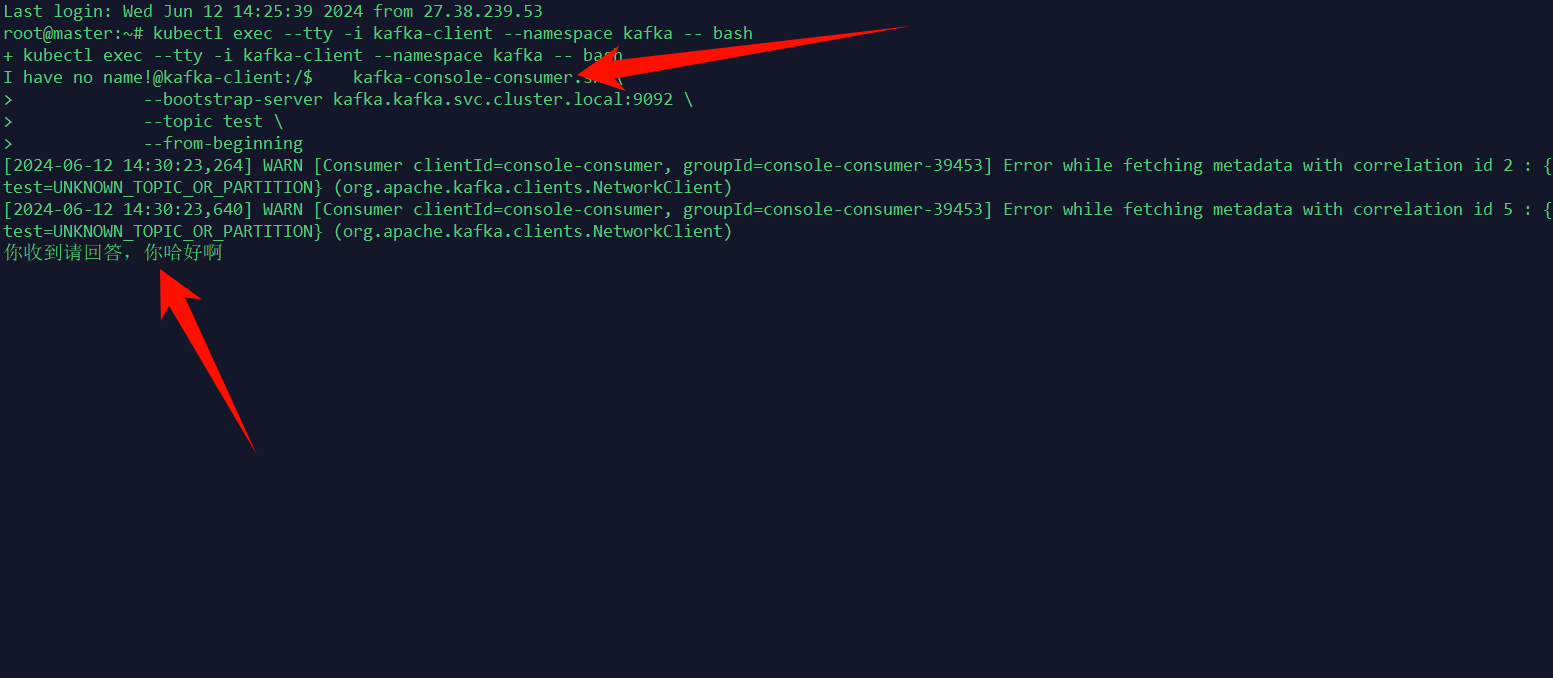 Last login: Wed Jun 12 14:25:39 2024 from 27.38.239.53
root@master:~# kubectl exec --tty -i kafka-client --namespace kafka -- bash
+ kubectl exec --tty -i kafka-client --namespace kafka -- bash
I have no name!@kafka-client:/$    kafka-console-consumer.sh \
>             --bootstrap-server kafka.kafka.svc.cluster.local:9092 \
>             --topic test \
>             --from-beginning
[2024-06-12 14:30:23,264] WARN [Consumer clientId=console-consumer, groupId=console-consumer-39453] Error while fetching metadata with correlation id 2 : {
test=UNKNOWN_TOPIC_OR_PARTITION} (org.apache.kafka.clients.NetworkClient)
[2024-06-12 14:30:23,640] WARN [Consumer clientId=console-consumer, groupId=console-consumer-39453] Error while fetching metadata with correlation id 5 : {
test=UNKNOWN_TOPIC_OR_PARTITION} (org.apache.kafka.clients.NetworkClient)
你收到请回答，你哈好啊